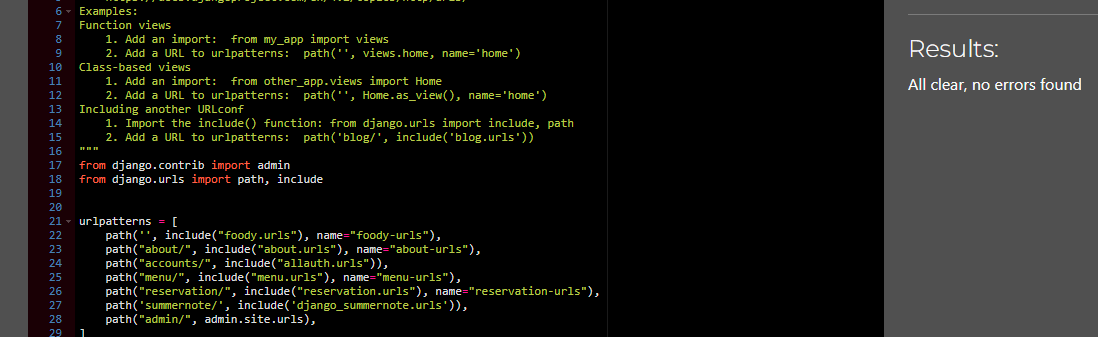 6 Examples:
7 Function views
8     1. Add an import:  from my_app import views
9     2. Add a URL to urlpatterns:  path('', views.home, name='home')
10 Class-based views
11     1. Add an import:  from other_app.views import Home
12     2. Add a URL to urlpatterns:  path('', Home.as_view(), name='home')
13 Including another URLconf
14     1. Import the include() function: from django.urls import include, path
15     2. Add a URL to urlpatterns:  path('blog/', include('blog.urls'))
16 """
17 from django.contrib import admin
18 from django.urls import path, include
19
20
21 urlpatterns = [
22     path('', include("foody.urls"), name="foody-urls"),
23     path("about/", include("about.urls"), name="about-urls"),
24     path("accounts/", include("allauth.urls")),
25     path("menu/", include("menu.urls"), name="menu-urls"),
26     path("reservation/", include("reservation.urls"), name="reservation-urls"),
27     path('summernote/', include('django_summernote.urls')),
28     path("admin/", admin.site.urls),
29 ]
Results:
All clear, no errors found